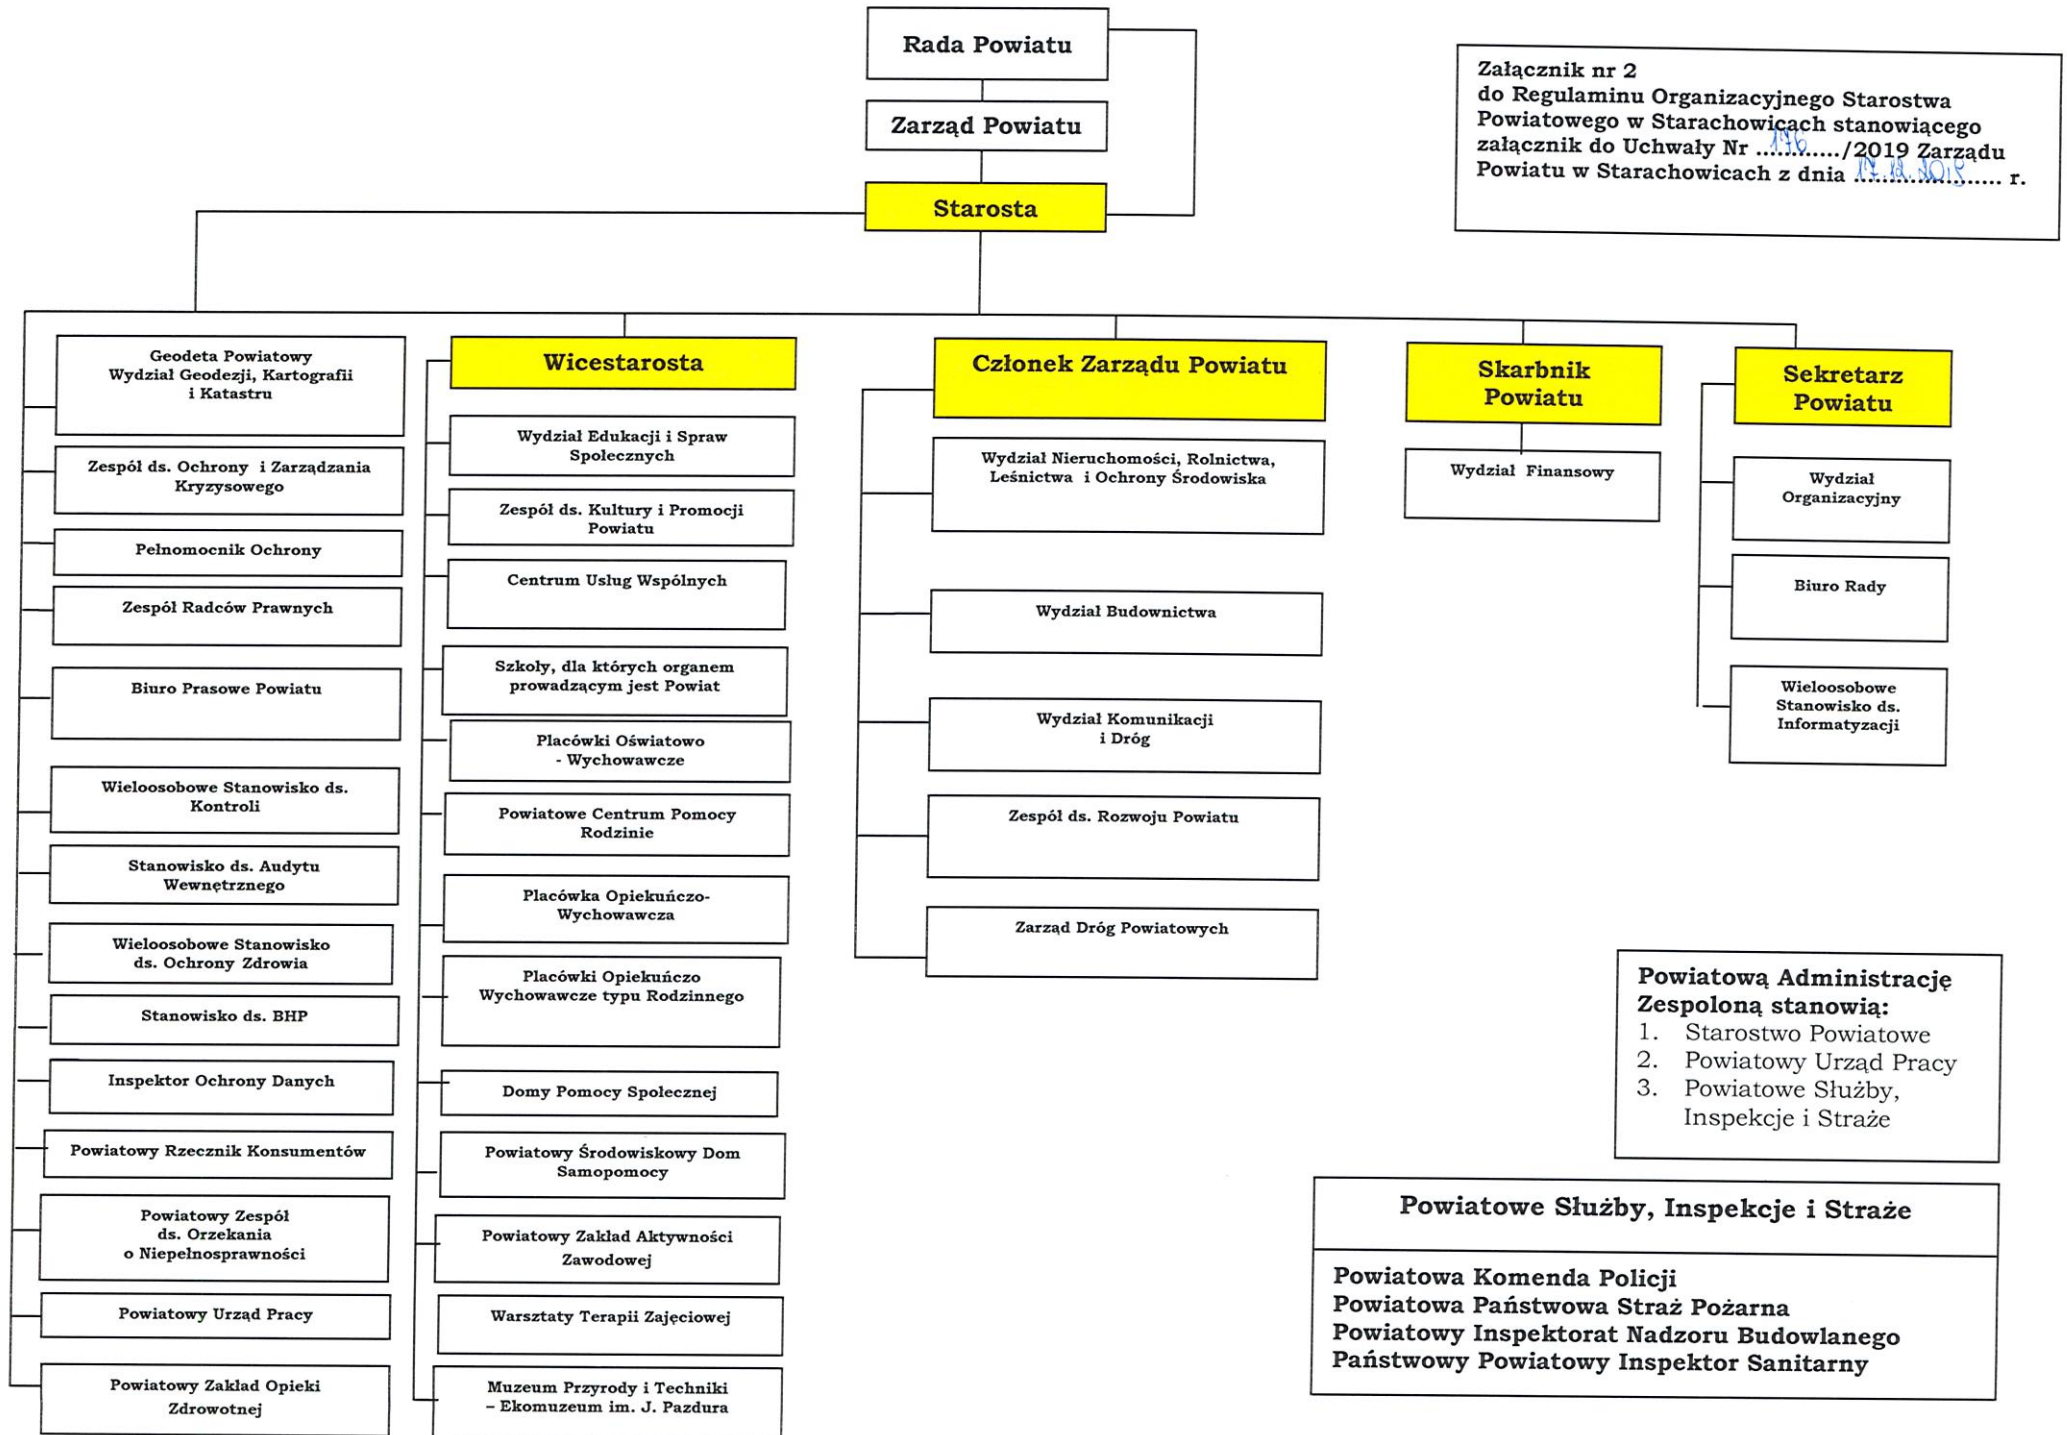 Rada Powiatu
Zarząd Powiatu
Starosta
Załącznik nr 2
do Regulaminu Organizacyjnego Starostwa
Powiatowego w Starachowicach stanowiącego
załącznik do Uchwały Nr ...176....../2019 Zarządu
Powiatu w Starachowicach z dnia 17.12.2019..... r.
Geodeta Powiatowy
Wydział Geodezji, Kartografii
i Katastru
Zespół ds. Ochrony i Zarządzania
Kryzysowego
Pełnomocnik Ochrony
Zespół Radców Prawnych
Biuro Prasowe Powiatu
Wieloosobowe Stanowisko ds.
Kontroli
Stanowisko ds. Audytu
Wewnętrznego
Wieloosobowe Stanowisko
ds. Ochrony Zdrowia
Stanowisko ds. BHP
Inspektor Ochrony Danych
Powiatowy Rzecznik Konsumentów
Powiatowy Zespół
ds. Orzekania
o Niepełnosprawności
Powiatowy Urząd Pracy
Powiatowy Zakład Opieki
Zdrowotnej
Wicestarosta
Wydział Edukacji i Spraw
Społecznych
Zespół ds. Kultury i Promocji
Powiatu
Centrum Usług Wspólnych
Szkoły, dla których organem
prowadzącym jest Powiat
Placówki Oświatowo
- Wychowawcze
Powiatowe Centrum Pomocy
Rodzinie
Placówka Opiekuńczo-
Wychowawcza
Placówki Opiekuńczo
Wychowawcze typu Rodzinnego
Domy Pomocy Społecznej
Powiatowy Środowiskowy Dom
Samopomocy
Powiatowy Zakład Aktywności
Zawodowej
Warsztaty Terapii Zajęciowej
Muzeum Przyrody i Techniki
– Ekomuzeum im. J. Pazdura
Członek Zarządu Powiatu
Wydział Nieruchomości, Rolnictwa,
Leśnictwa i Ochrony Środowiska
Wydział Budownictwa
Wydział Komunikacji
i Dróg
Zespół ds. Rozwoju Powiatu
Zarząd Dróg Powiatowych
Skarbnik
Powiatu
Wydział Finansowy
Sekretarz
Powiatu
Wydział
Organizacyjny
Biuro Rady
Wieloosobowe
Stanowisko ds.
Informatyzacji
Powiatową Administrację
Zespoloną stanowią:
1. Starostwo Powiatowe
2. Powiatowy Urząd Pracy
3. Powiatowe Służby,
Inspekcje i Straże
Powiatowe Służby, Inspekcje i Straże
Powiatowa Komenda Policji
Powiatowa Państwowa Straż Pożarna
Powiatowy Inspektorat Nadzoru Budowlanego
Państwowy Powiatowy Inspektor Sanitarny